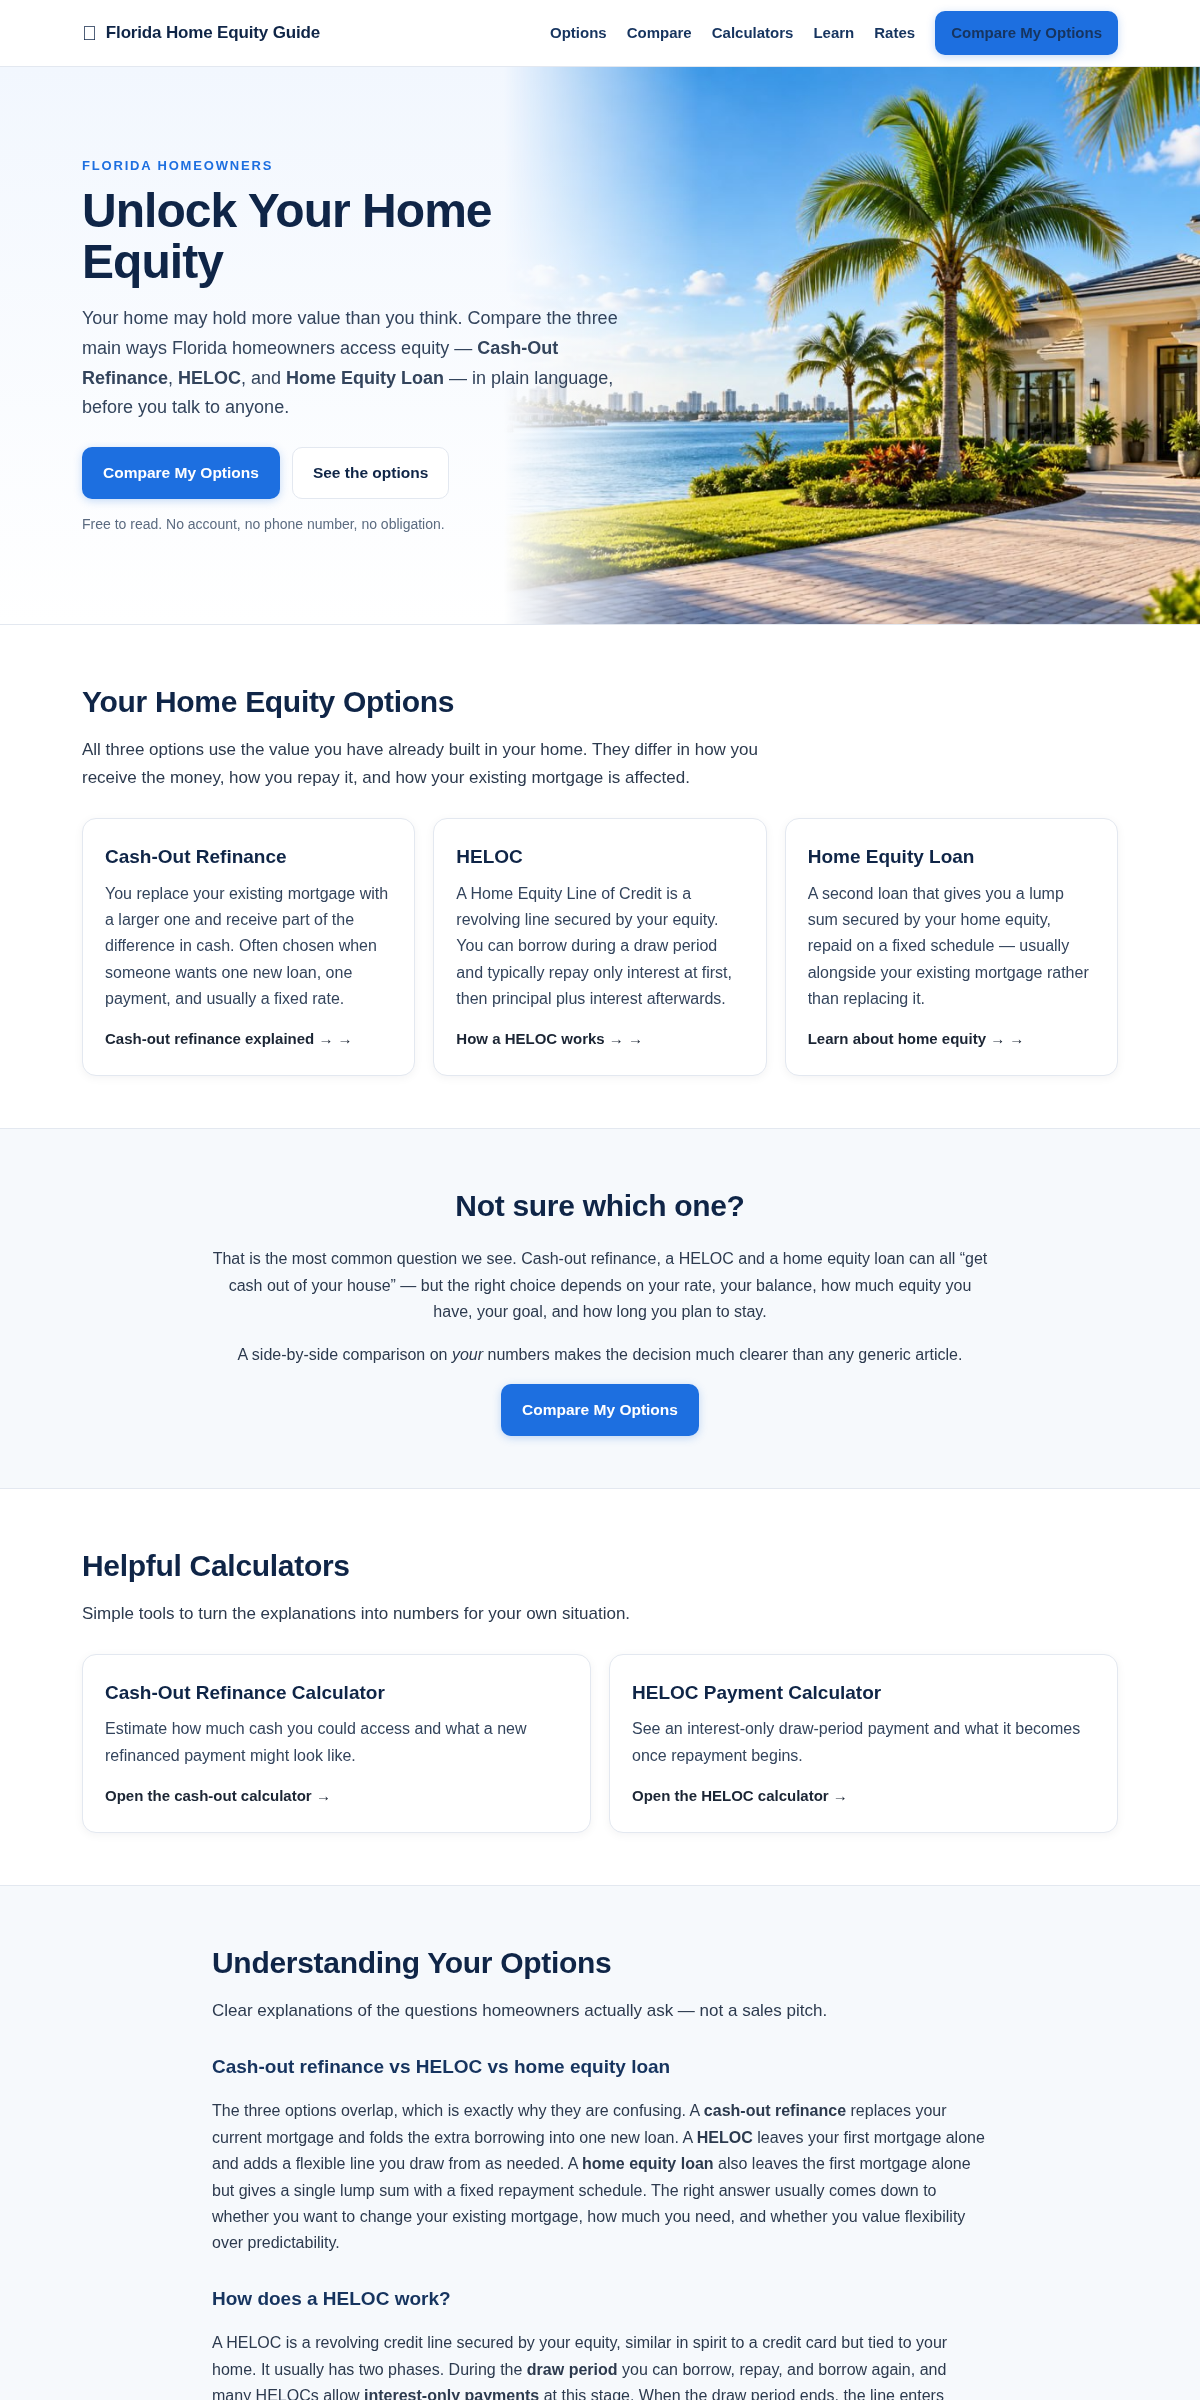 Florida Home Equity Guide
Options Compare Calculators Learn Rates Compare My Options
FLORIDA HOMEOWNERS
Unlock Your Home
Equity
Your home may hold more value than you think. Compare the three
main ways Florida homeowners access equity — Cash-Out
Refinance, HELOC, and Home Equity Loan — in plain language,
before you talk to anyone.
Compare My Options See the options
Free to read. No account, no phone number, no obligation.
Your Home Equity Options
All three options use the value you have already built in your home. They differ in how you
receive the money, how you repay it, and how your existing mortgage is affected.
Cash-Out Refinance
You replace your existing mortgage with
a larger one and receive part of the
difference in cash. Often chosen when
someone wants one new loan, one
payment, and usually a fixed rate.
Cash-out refinance explained → →
HELOC
A Home Equity Line of Credit is a
revolving line secured by your equity.
You can borrow during a draw period
and typically repay only interest at first,
then principal plus interest afterwards.
How a HELOC works → →
Home Equity Loan
A second loan that gives you a lump
sum secured by your home equity,
repaid on a fixed schedule — usually
alongside your existing mortgage rather
than replacing it.
Learn about home equity → →
Not sure which one?
That is the most common question we see. Cash-out refinance, a HELOC and a home equity loan can all “get
cash out of your house” — but the right choice depends on your rate, your balance, how much equity you
have, your goal, and how long you plan to stay.
A side-by-side comparison on your numbers makes the decision much clearer than any generic article.
Compare My Options
Helpful Calculators
Simple tools to turn the explanations into numbers for your own situation.
Cash-Out Refinance Calculator
Estimate how much cash you could access and what a new
refinanced payment might look like.
Open the cash-out calculator →
HELOC Payment Calculator
See an interest-only draw-period payment and what it becomes
once repayment begins.
Open the HELOC calculator →
Understanding Your Options
Clear explanations of the questions homeowners actually ask — not a sales pitch.
Cash-out refinance vs HELOC vs home equity loan
The three options overlap, which is exactly why they are confusing. A cash-out refinance replaces your
current mortgage and folds the extra borrowing into one new loan. A HELOC leaves your first mortgage alone
and adds a flexible line you draw from as needed. A home equity loan also leaves the first mortgage alone
but gives a single lump sum with a fixed repayment schedule. The right answer usually comes down to
whether you want to change your existing mortgage, how much you need, and whether you value flexibility
over predictability.
How does a HELOC work?
A HELOC is a revolving credit line secured by your equity, similar in spirit to a credit card but tied to your
home. It usually has two phases. During the draw period you can borrow, repay, and borrow again, and
many HELOCs allow interest-only payments at this stage. When the draw period ends, the line enters